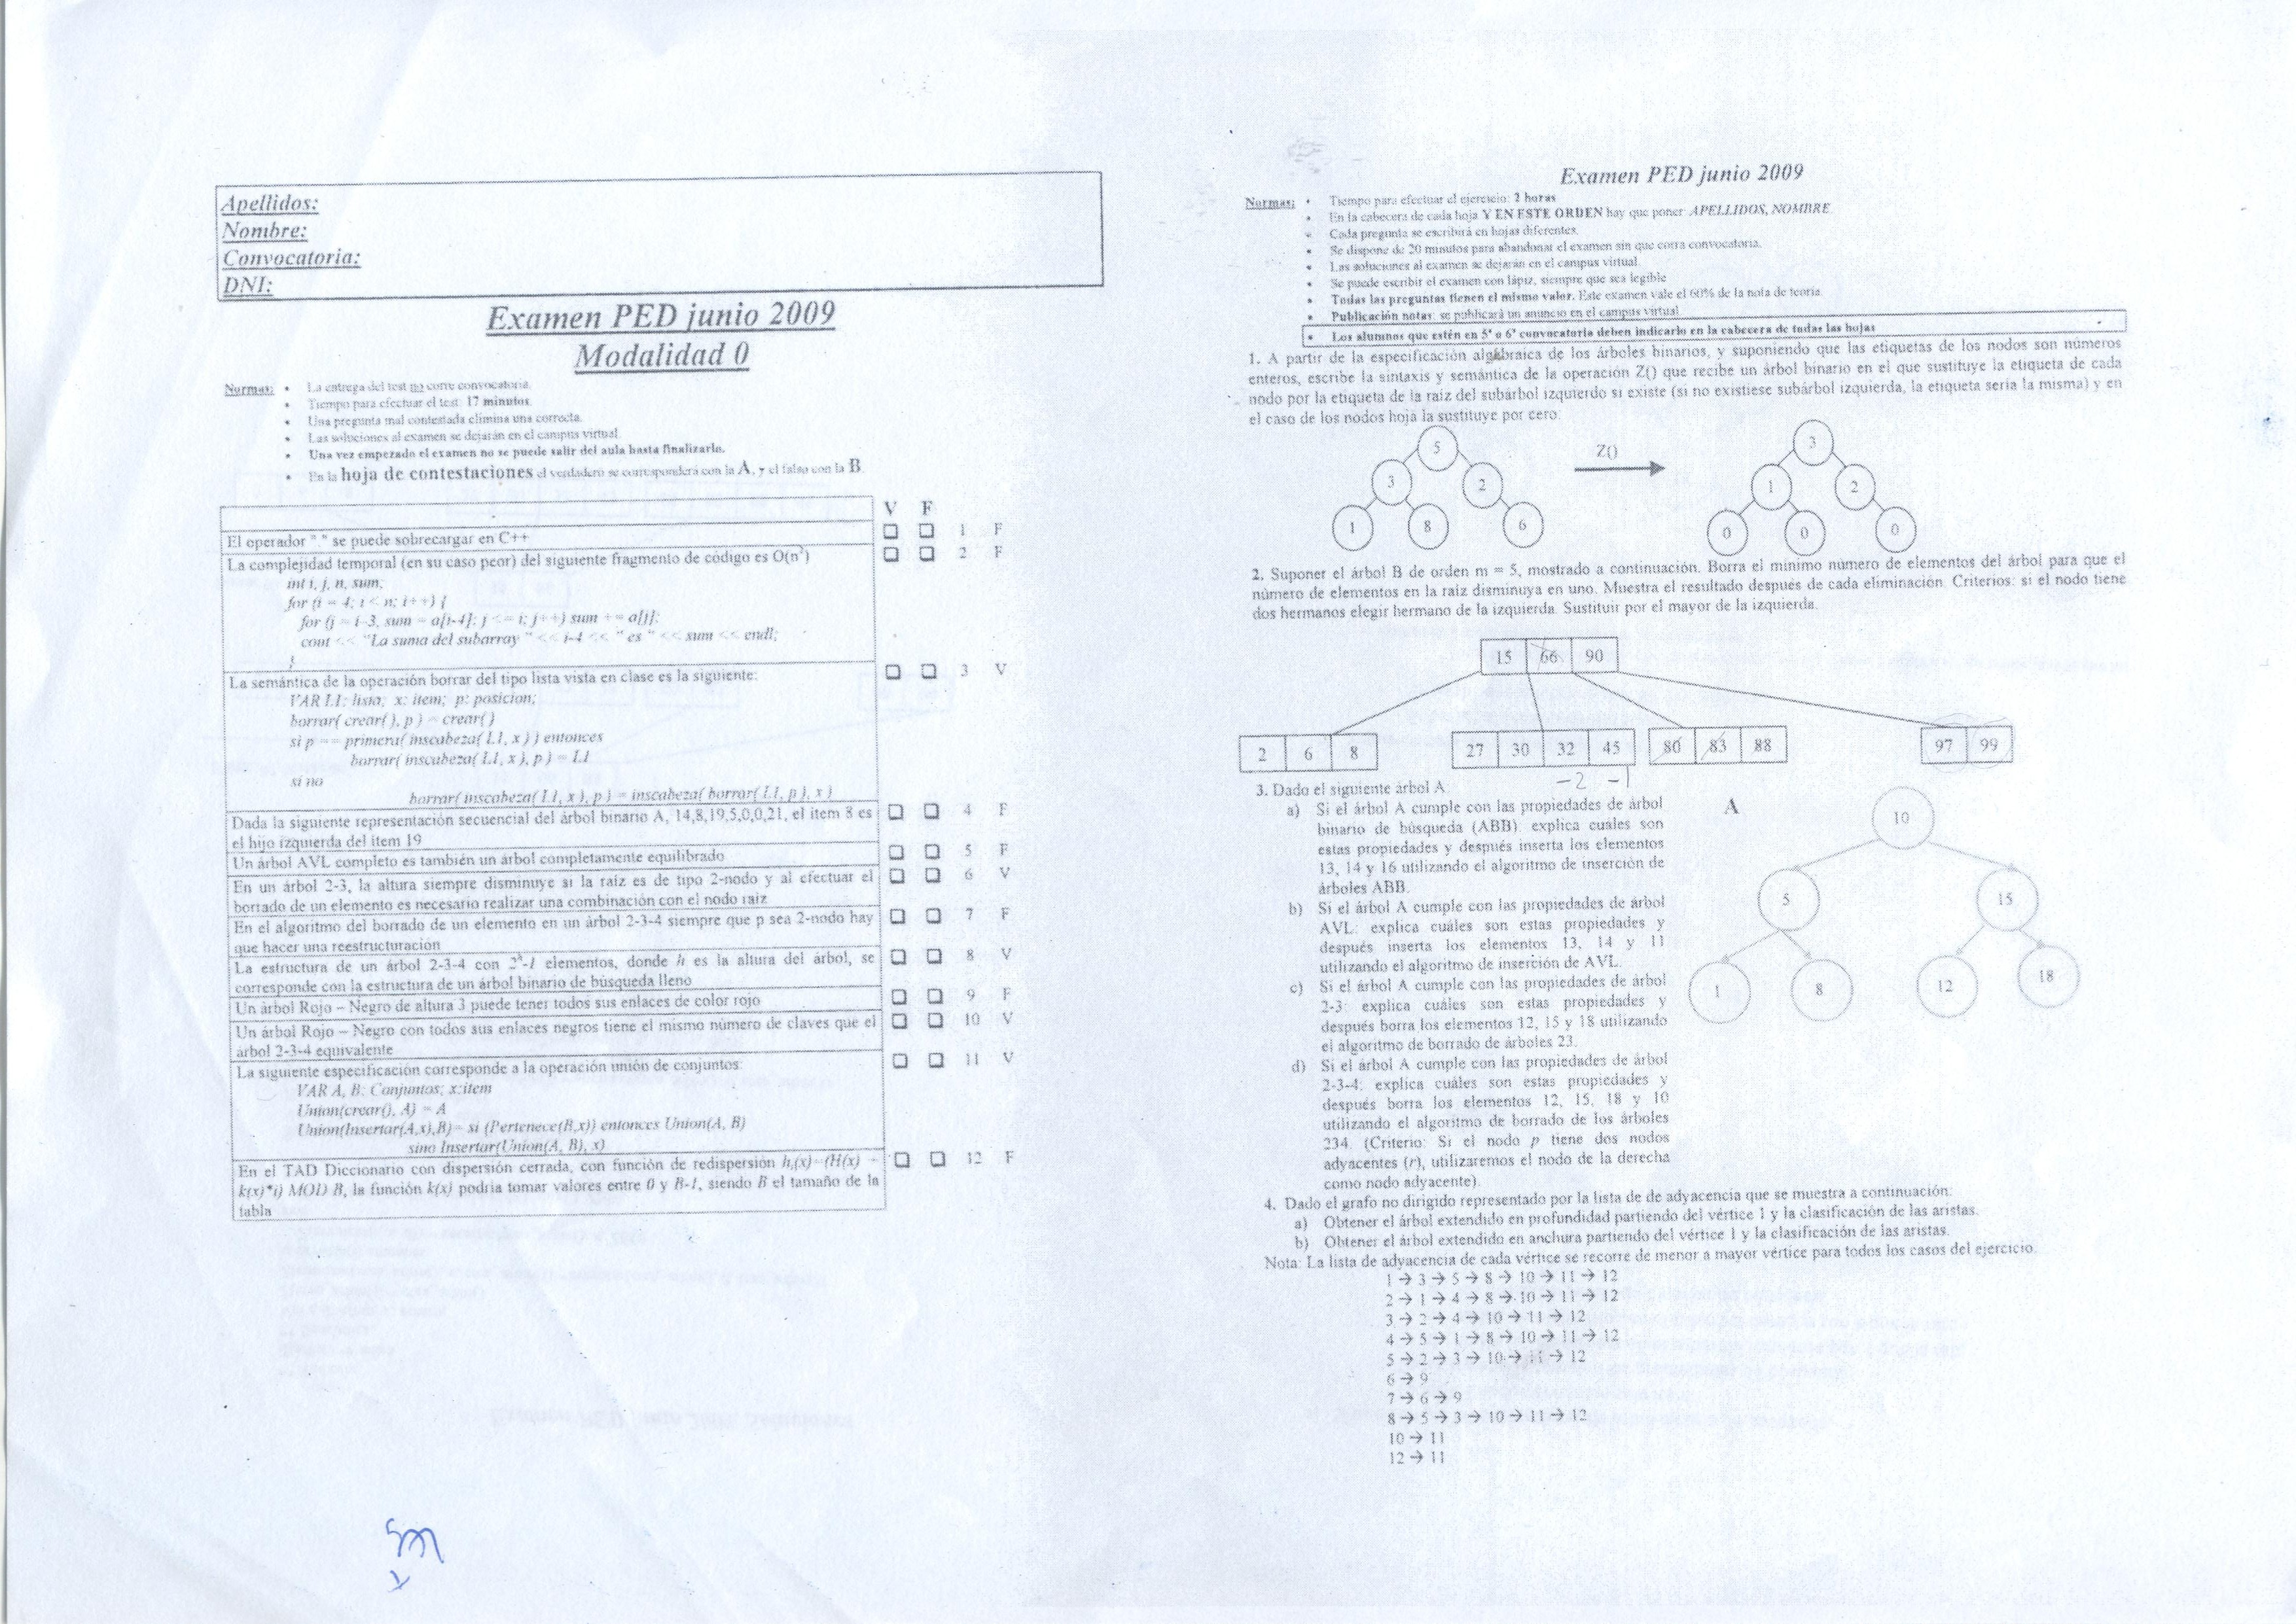 Apellidos:
Nombre:
Convocatoria:
DNI:
Examen PED junio 2009
Modalidad 0
Normas: • La entrega del test no corre convocatoria.
• Tiempo para efectuar el test: 17 minutos.
• Una pregunta mal contestada elimina una correcta.
• Las soluciones al examen se dejarán en el campus virtual.
• Una vez empezado el examen no se puede salir del aula hasta finalizarlo.
• En la hoja de contestaciones el verdadero se corresponderá con la A, y el falso con la B.
V F
El operador "." se puede sobrecargar en C++ ❑ ❑ 1 F
La complejidad temporal (en su caso peor) del siguiente fragmento de código es O(n²) ❑ ❑ 2 F
int i, j, n, sum;
for (i = 4; i < n; i++) {
for (j = i-3, sum = a[i-4]; j <= i; j++) sum += a[j];
cout << "La suma del subarray " << i-4 << " es " << sum << endl;
}
La semántica de la operación borrar del tipo lista vista en clase es la siguiente: ❑ ❑ 3 V
VAR L1: lista; x: item; p: posicion;
borrar( crear( ), p ) = crear( )
si p == primera( inscabeza( L1, x ) ) entonces
borrar( inscabeza( L1, x ), p ) = L1
si no
borrar( inscabeza( L1, x ), p ) = inscabeza( borrar( L1, p ), x )
Dada la siguiente representación secuencial del árbol binario A, 14,8,19,5,0,0,21, el ítem 8 es ❑ ❑ 4 F
el hijo izquierda del ítem 19
Un árbol AVL completo es también un árbol completamente equilibrado ❑ ❑ 5 F
En un árbol 2-3, la altura siempre disminuye si la raíz es de tipo 2-nodo y al efectuar el ❑ ❑ 6 V
borrado de un elemento es necesario realizar una combinación con el nodo raíz
En el algoritmo del borrado de un elemento en un árbol 2-3-4 siempre que p sea 2-nodo hay ❑ ❑ 7 F
que hacer una reestructuración
La estructura de un árbol 2-3-4 con 2^h-1 elementos, donde h es la altura del árbol, se ❑ ❑ 8 V
corresponde con la estructura de un árbol binario de búsqueda lleno
Un árbol Rojo – Negro de altura 3 puede tener todos sus enlaces de color rojo ❑ ❑ 9 F
Un árbol Rojo – Negro con todos sus enlaces negros tiene el mismo número de claves que el ❑ ❑ 10 V
árbol 2-3-4 equivalente
La siguiente especificación corresponde a la operación unión de conjuntos: ❑ ❑ 11 V
VAR A, B: Conjuntos; x:item
Union(crear(), A) = A
Union(Insertar(A,x),B)= si (Pertenece(B,x)) entonces Union(A, B)
sino Insertar(Union(A, B), x)
En el TAD Diccionario con dispersión cerrada, con función de redispersión hᵢ(x)=(H(x) + ❑ ❑ 12 F
k(x)*i) MOD B, la función k(x) podría tomar valores entre 0 y B-1, siendo B el tamaño de la
tabla
Examen PED junio 2009
Normas: • Tiempo para efectuar el ejercicio: 2 horas
• En la cabecera de cada hoja Y EN ESTE ORDEN hay que poner: APELLIDOS, NOMBRE.
• Cada pregunta se escribirá en hojas diferentes.
• Se dispone de 20 minutos para abandonar el examen sin que corra convocatoria.
• Las soluciones al examen se dejarán en el campus virtual.
• Se puede escribir el examen con lápiz, siempre que sea legible
• Todas las preguntas tienen el mismo valor. Este examen vale el 60% de la nota de teoría.
• Publicación notas: se publicará un anuncio en el campus virtual
• Los alumnos que estén en 5ª o 6ª convocatoria deben indicarlo en la cabecera de todas las hojas
1. A partir de la especificación algebraica de los árboles binarios, y suponiendo que las etiquetas de los nodos son números
enteros, escribe la sintaxis y semántica de la operación Z() que recibe un árbol binario en el que sustituye la etiqueta de cada
nodo por la etiqueta de la raíz del subárbol izquierdo si existe (si no existiese subárbol izquierda, la etiqueta sería la misma) y en
el caso de los nodos hoja la sustituye por cero.
5 Z() 3
3 2 1 2
1 8 6 0 0 0
2. Suponer el árbol B de orden m = 5, mostrado a continuación. Borra el mínimo número de elementos del árbol para que el
número de elementos en la raíz disminuya en uno. Muestra el resultado después de cada eliminación. Criterios: si el nodo tiene
dos hermanos elegir hermano de la izquierda. Sustituir por el mayor de la izquierda.
15 66 90
2 6 8 27 30 32 45 80 83 88 97 99
-2 -1
3. Dado el siguiente árbol A:
a) Si el árbol A cumple con las propiedades de árbol
binario de búsqueda (ABB): explica cuales son
estas propiedades y después inserta los elementos
13, 14 y 16 utilizando el algoritmo de inserción de
árboles ABB.
b) Si el árbol A cumple con las propiedades de árbol
AVL: explica cuáles son estas propiedades y
después inserta los elementos 13, 14 y 11
utilizando el algoritmo de inserción de AVL.
c) Si el árbol A cumple con las propiedades de árbol
2-3: explica cuáles son estas propiedades y
después borra los elementos 12, 15 y 18 utilizando
el algoritmo de borrado de árboles 23.
d) Si el árbol A cumple con las propiedades de árbol
2-3-4: explica cuáles son estas propiedades y
después borra los elementos 12, 15, 18 y 10
utilizando el algoritmo de borrado de los árboles
234. (Criterio: Si el nodo p tiene dos nodos
adyacentes (r), utilizaremos el nodo de la derecha
como nodo adyacente).
A
10
5 15
1 8 12 18
4. Dado el grafo no dirigido representado por la lista de de adyacencia que se muestra a continuación:
a) Obtener el árbol extendido en profundidad partiendo del vértice 1 y la clasificación de las aristas.
b) Obtener el árbol extendido en anchura partiendo del vértice 1 y la clasificación de las aristas.
Nota: La lista de adyacencia de cada vértice se recorre de menor a mayor vértice para todos los casos del ejercicio.
1 → 3 → 5 → 8 → 10 → 11 → 12
2 → 1 → 4 → 8 → 10 → 11 → 12
3 → 2 → 4 → 10 → 11 → 12
4 → 5 → 1 → 8 → 10 → 11 → 12
5 → 2 → 3 → 10 → 11 → 12
6 → 9
7 → 6 → 9
8 → 5 → 3 → 10 → 11 → 12
10 → 11
12 → 11